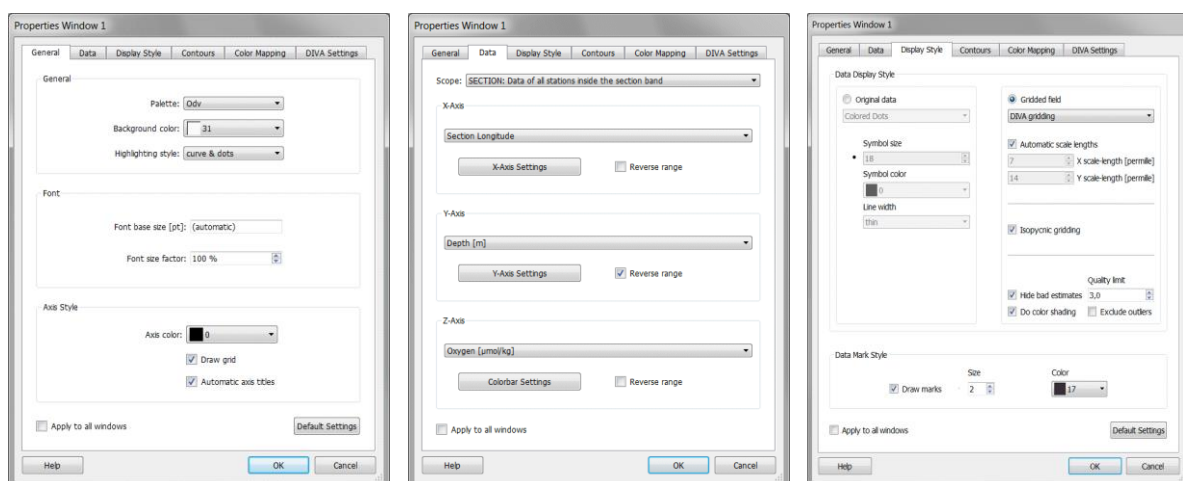 Properties Window 1
General Data Display Style Contours Color Mapping DIVA Settings
General
Palette: Odv
Background color: 31
Highlighting style: curve & dots
Font
Font base size [pt]: (automatic)
Font size factor: 100 %
Axis Style
Axis color: 0
Draw grid
Automatic axis titles
Apply to all windows Default Settings
Help OK Cancel
Properties Window 1
General Data Display Style Contours Color Mapping DIVA Settings
Scope: SECTION: Data of all stations inside the section band
X-Axis
Section Longitude
X-Axis Settings Reverse range
Y-Axis
Depth [m]
Y-Axis Settings Reverse range
Z-Axis
Oxygen [µmol/kg]
Colorbar Settings Reverse range
Apply to all windows
Help OK Cancel
Properties Window 1
General Data Display Style Contours Color Mapping DIVA Settings
Data Display Style
Original data
Colored Dots
Symbol size
18
Symbol color
0
Line width
thin
Gridded field
DIVA gridding
Automatic scale lengths
7 X scale-length [permile]
14 Y scale-length [permile]
Isopycnic gridding
Quality limit
Hide bad estimates 3,0
Do color shading Exclude outliers
Data Mark Style
Size Color
Draw marks 2 17
Apply to all windows Default Settings
Help OK Cancel